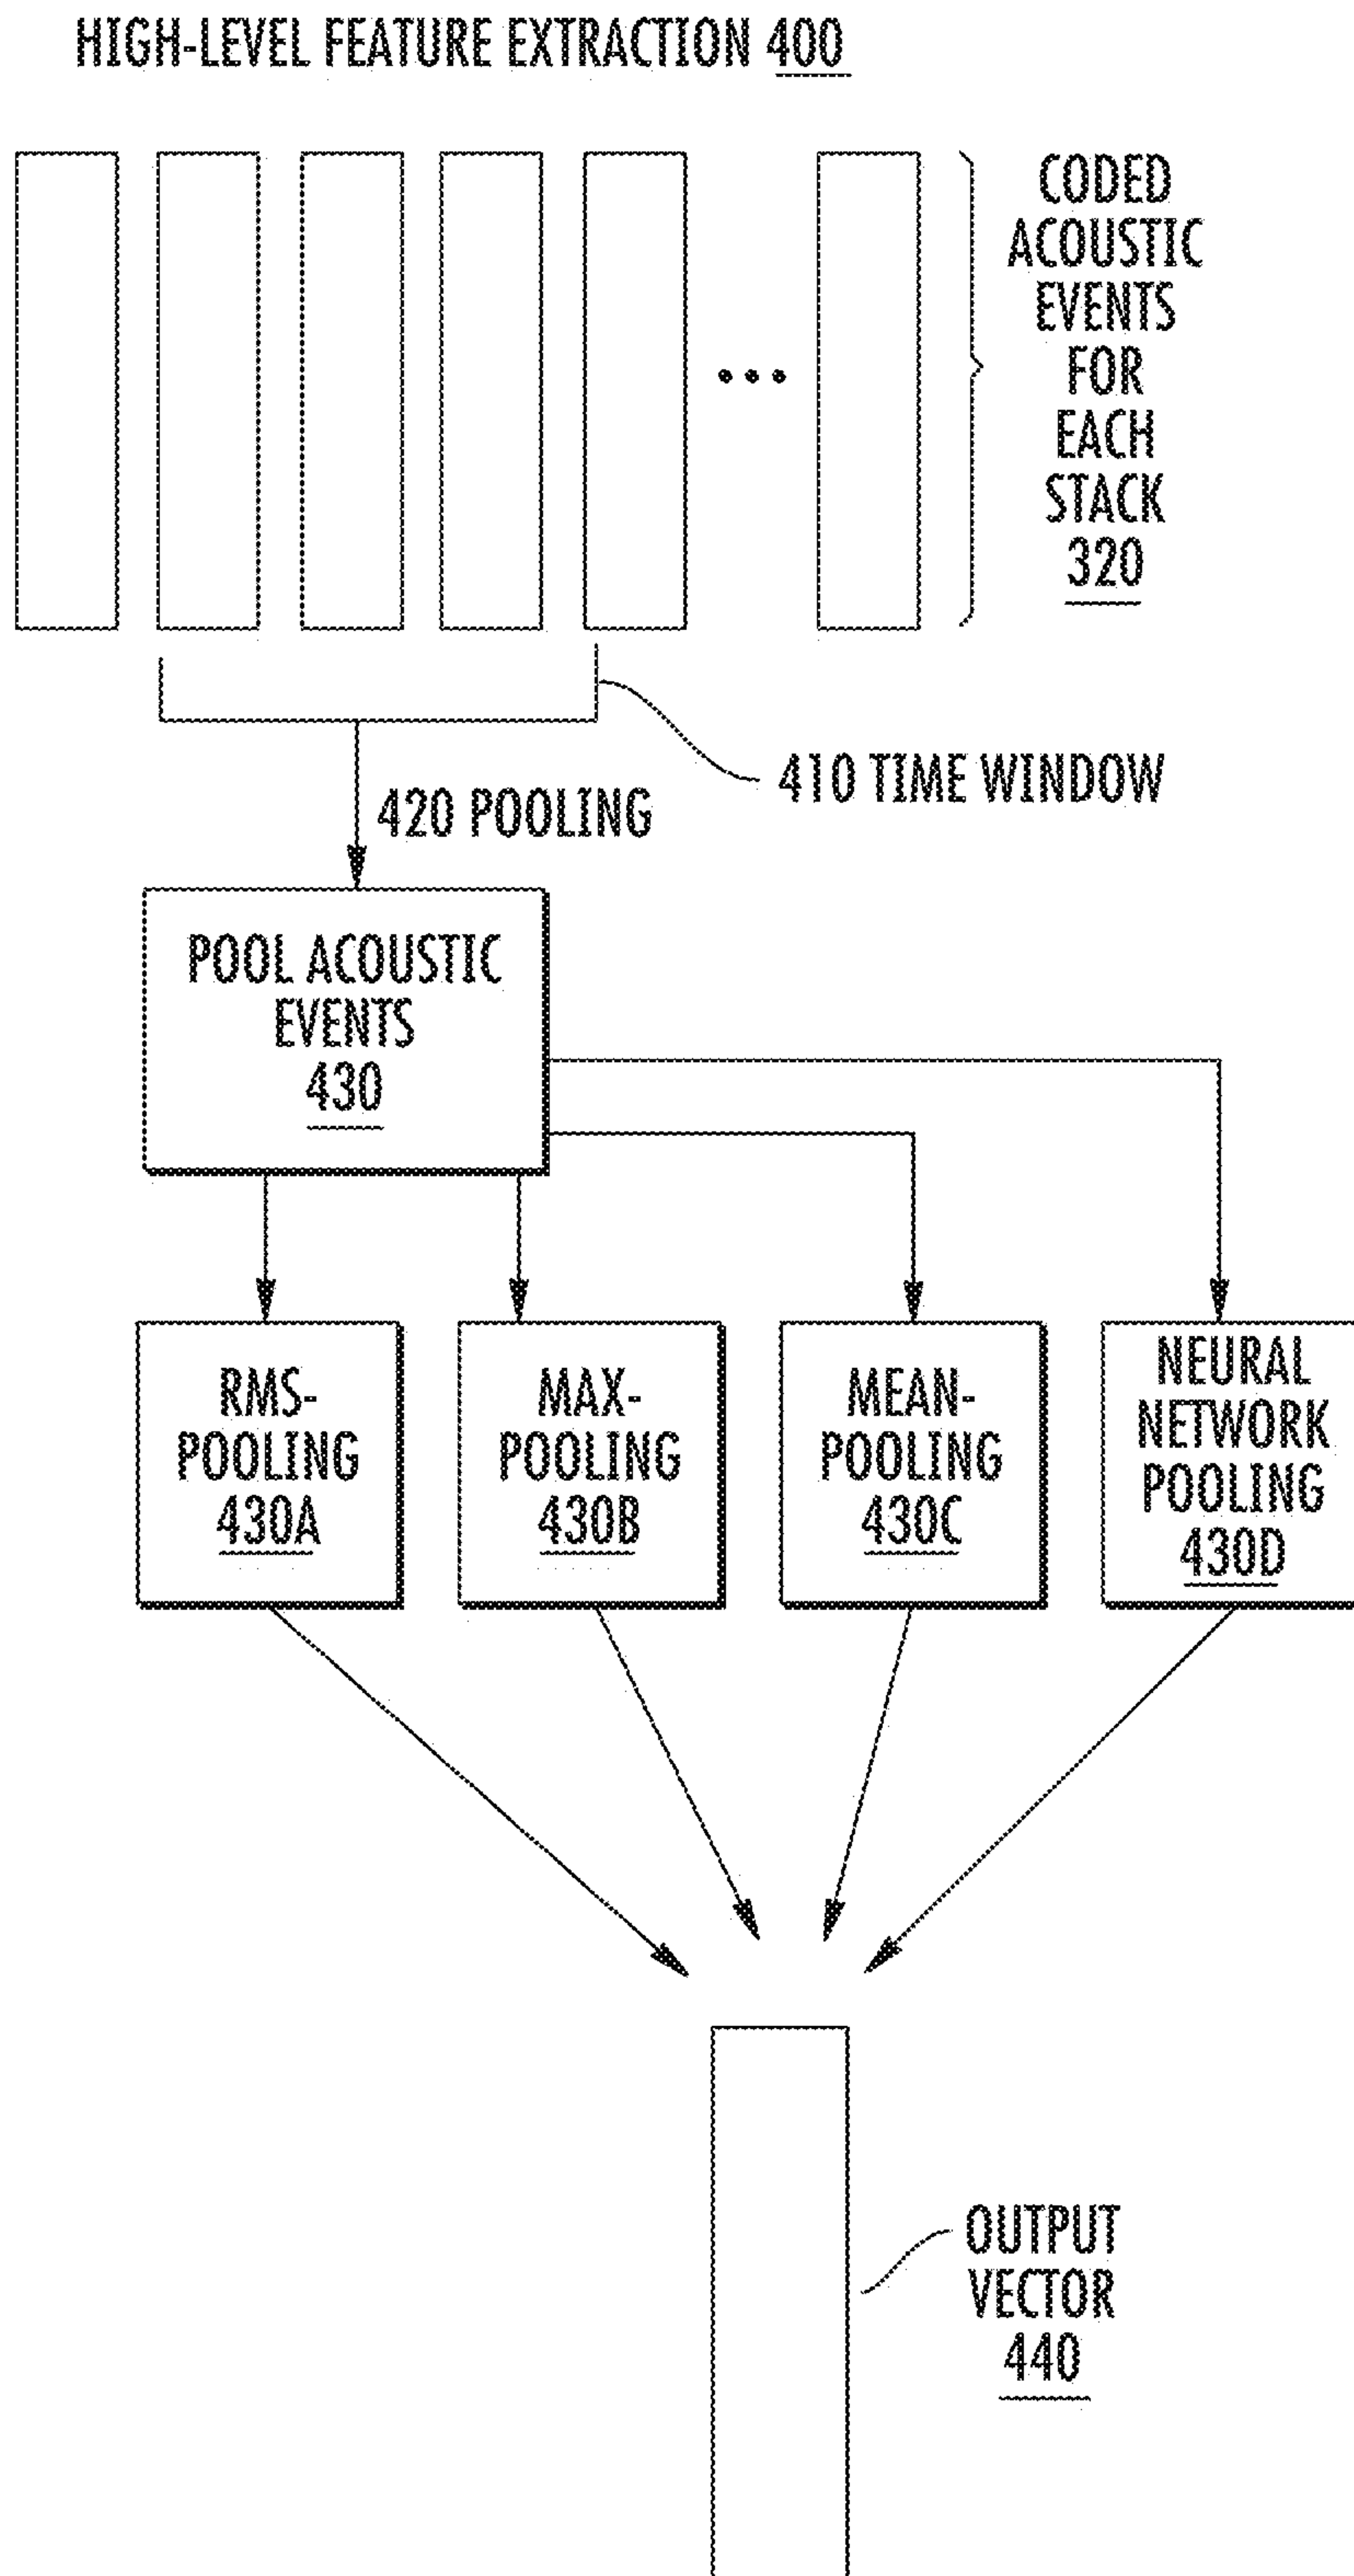 HIGH-LEVEL FEATURE EXTRACTION 400
CODED
ACOUSTIC
EVENTS
FOR
EACH
STACK
320
410 TIME WINDOW
420 POOLING
POOL ACOUSTIC
EVENTS
430
RMS-
POOLING
430A
MAX-
POOLING
430B
MEAN-
POOLING
430C
NEURAL
NETWORK
POOLING
430D
OUTPUT
VECTOR
440